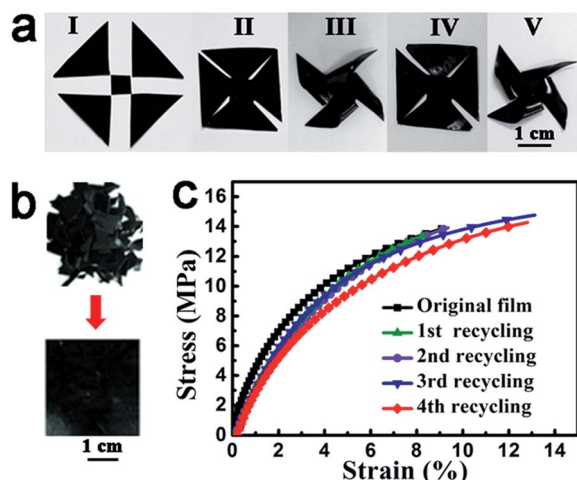 a
I II III IV V
1 cm
b
1 cm
c
Stress (MPa)
16
14
12
10
8
6
4
2
0
Original film
1st recycling
2nd recycling
3rd recycling
4th recycling
0 2 4 6 8 10 12 14
Strain (%)